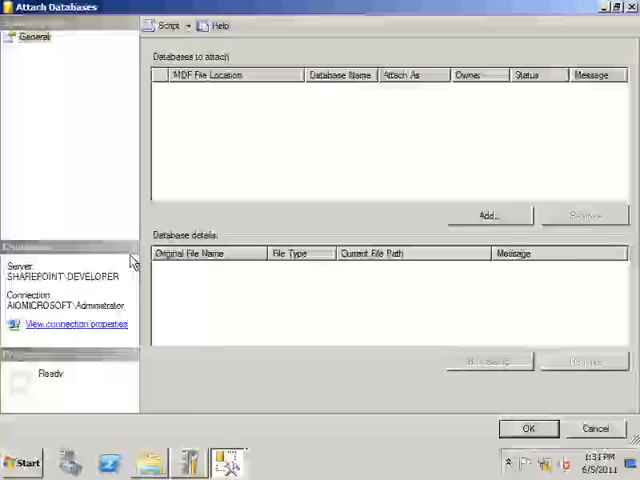 Attach Databases
General
Script
Help
Databases to attach
MDF File Location
Database Name
Attach As
Owner
Status
Message
Add...
Remove
Database details:
Original File Name
File Type
Current File Path
Message
Server:
SHAREPOINT\DEVELOPER
Connection:
AIOMICROSOFT\Administrator
View connection properties
Ready
OK
Cancel
Start
1:31 PM
6/5/2011